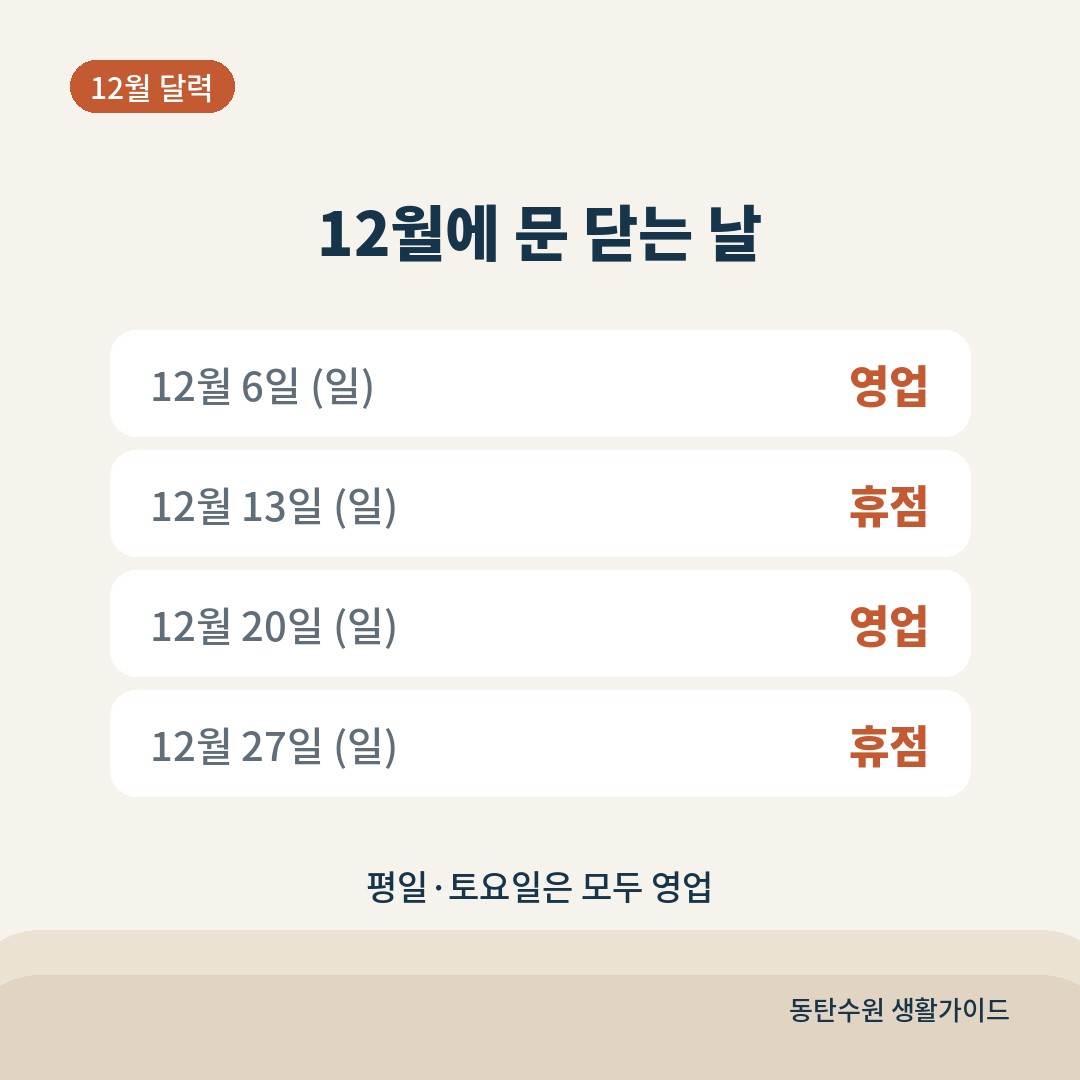 12월 달력
12월에 문 닫는 날
12월 6일 (일) 영업
12월 13일 (일) 휴점
12월 20일 (일) 영업
12월 27일 (일) 휴점
평일·토요일은 모두 영업
동탄수원 생활가이드